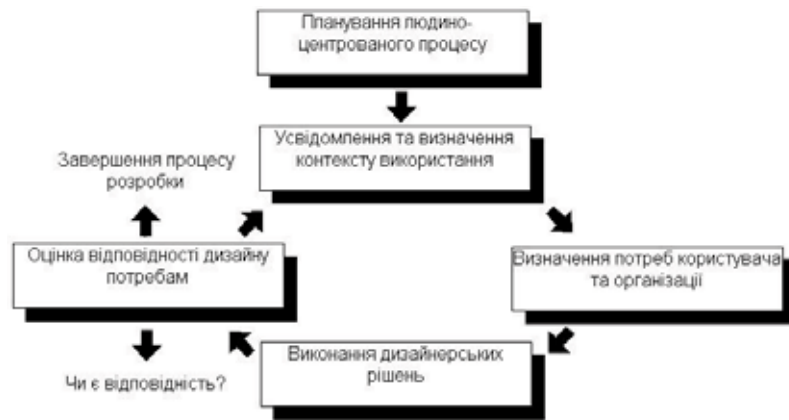 Планування людино-
центрованого процесу
Усвідомлення та визначення
контексту використання
Завершення процесу
розробки
Оцінка відповідності дизайну
потребам
Визначення потреб користувача
та організації
Виконання дизайнерських
рішень
Чи є відповідність?